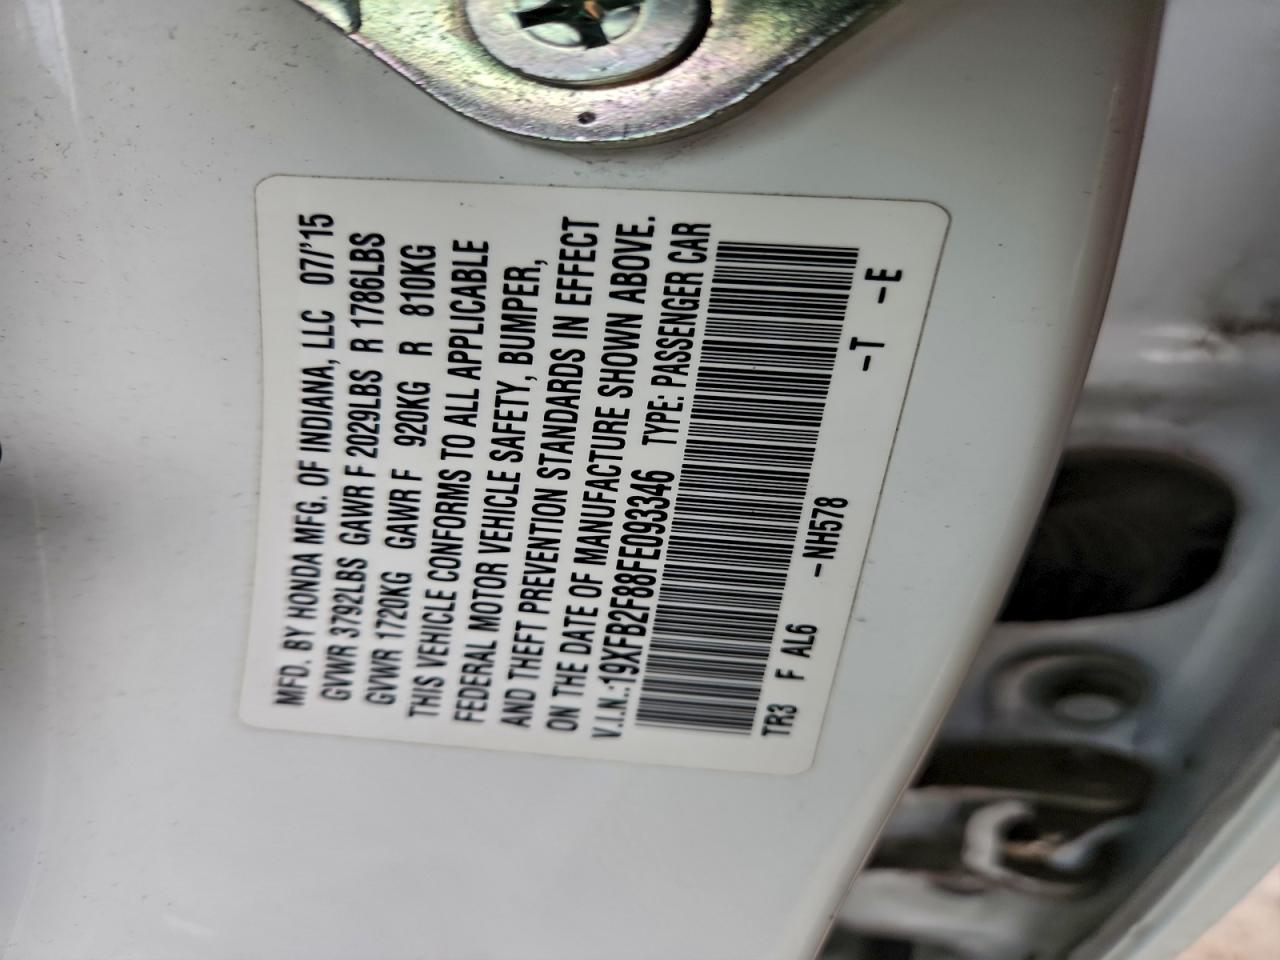 MFD. BY HONDA MFG. OF INDIANA, LLC 07/'15
GVWR 3792LBS GAWR F 2029LBS R 1786LBS
GVWR 1720KG GAWR F 920KG R 810KG
THIS VEHICLE CONFORMS TO ALL APPLICABLE
FEDERAL MOTOR VEHICLE SAFETY, BUMPER,
AND THEFT PREVENTION STANDARDS IN EFFECT
ON THE DATE OF MANUFACTURE SHOWN ABOVE.
V.I.N.:19XFB2F88FE093346 TYPE: PASSENGER CAR
TR3 F AL6 -NH578 -T -E